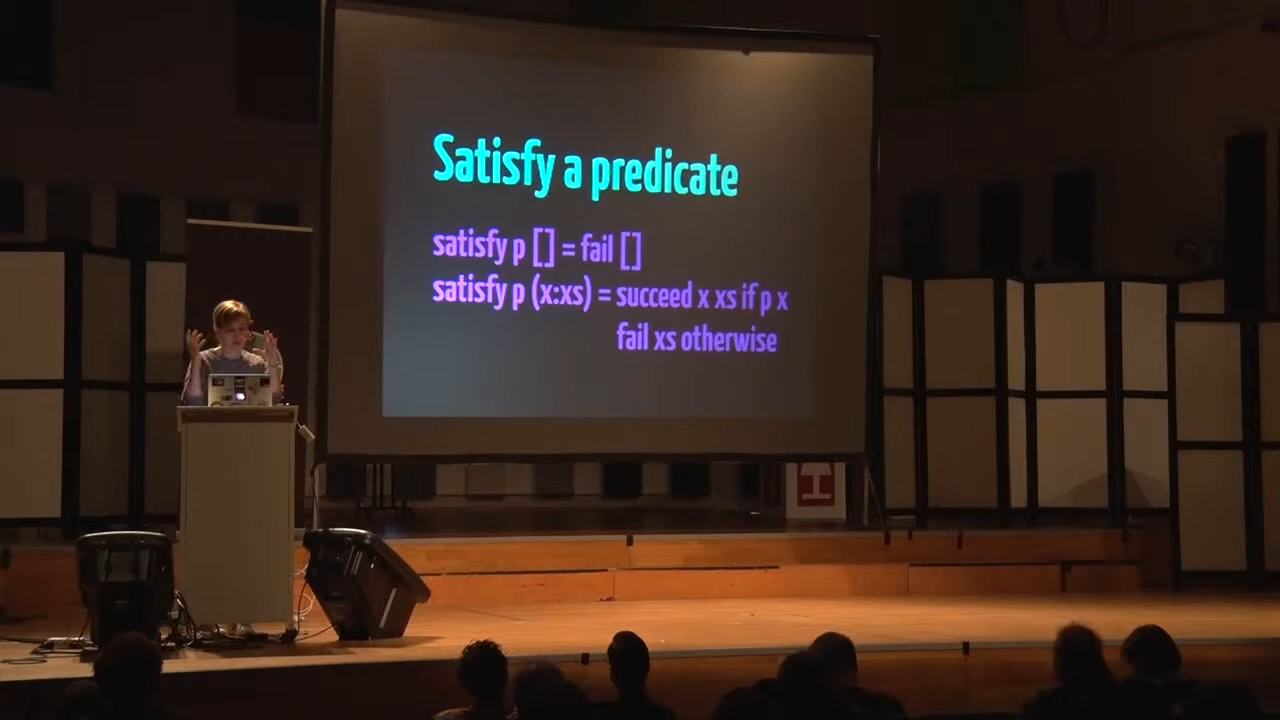 Satisfy a predicate
satisfy p [] = fail []
satisfy p (x:xs) = succeed x xs if p x
fail xs otherwise